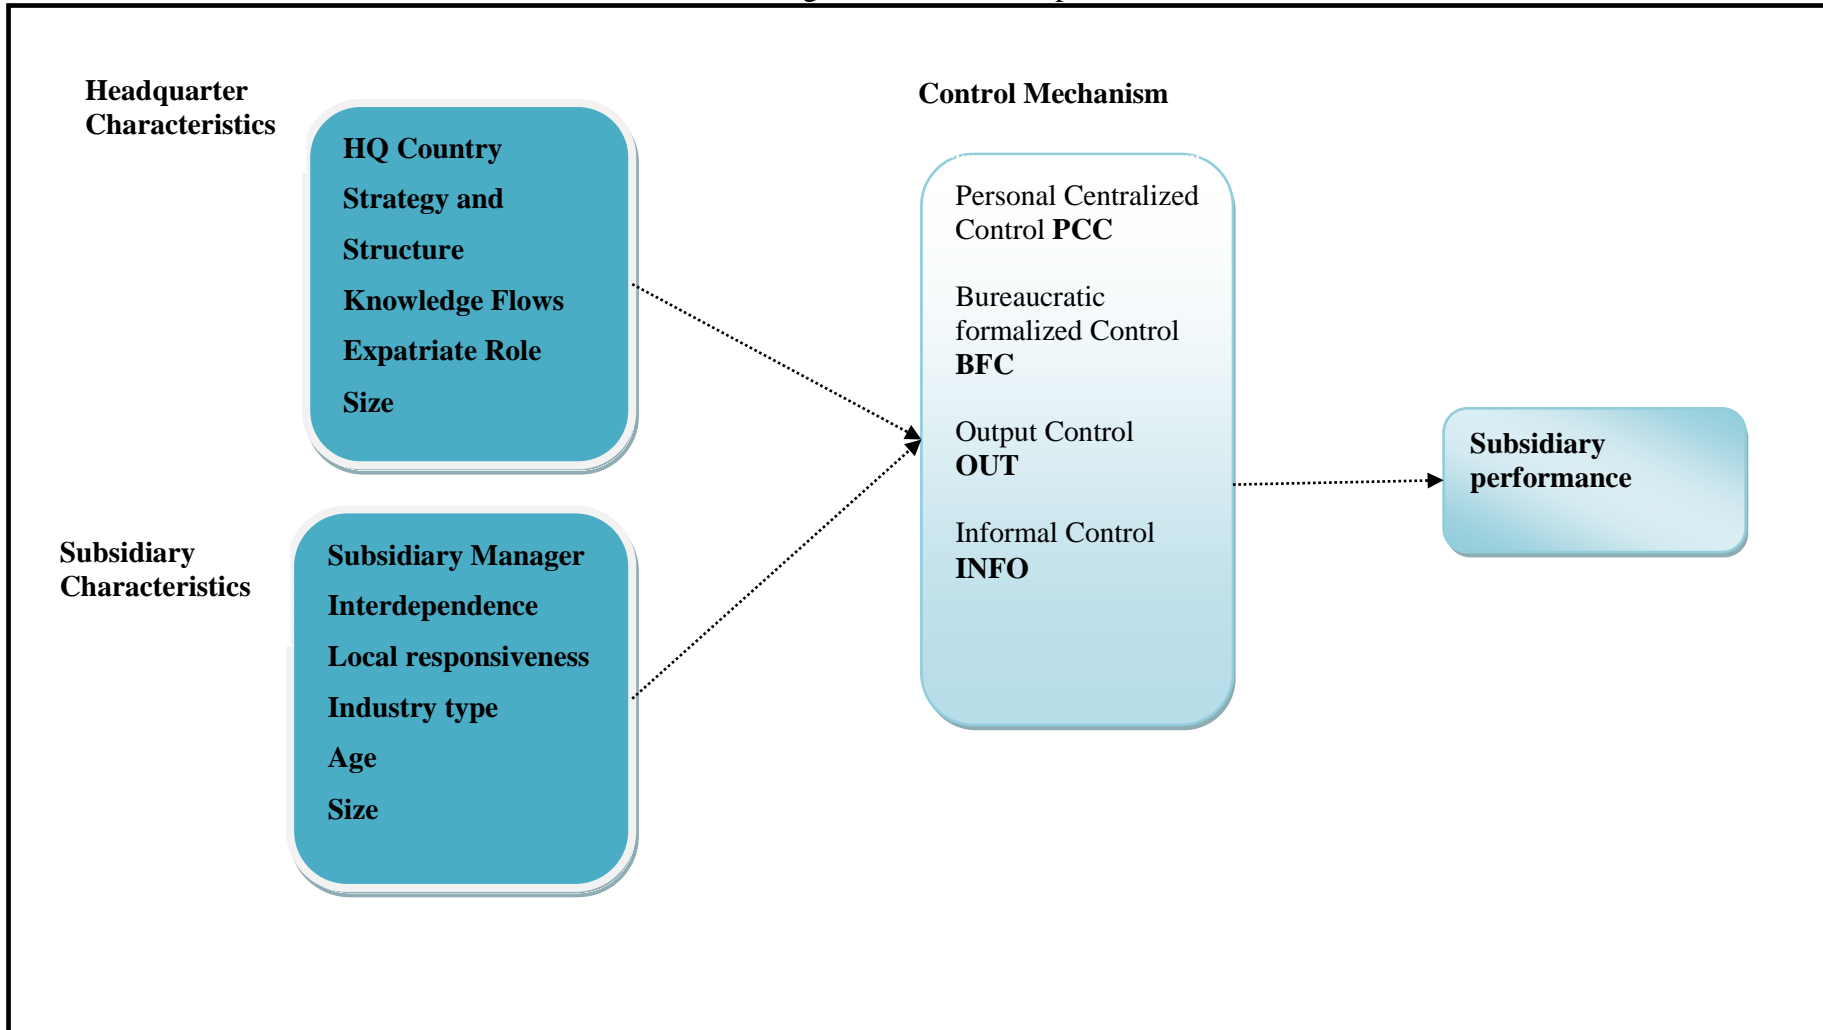 Headquarter
Characteristics
HQ Country
Strategy and
Structure
Knowledge Flows
Expatriate Role
Size
Subsidiary
Characteristics
Subsidiary Manager
Interdependence
Local responsiveness
Industry type
Age
Size
Control Mechanism
Personal Centralized
Control PCC
Bureaucratic
formalized Control
BFC
Output Control
OUT
Informal Control
INFO
Subsidiary
performance